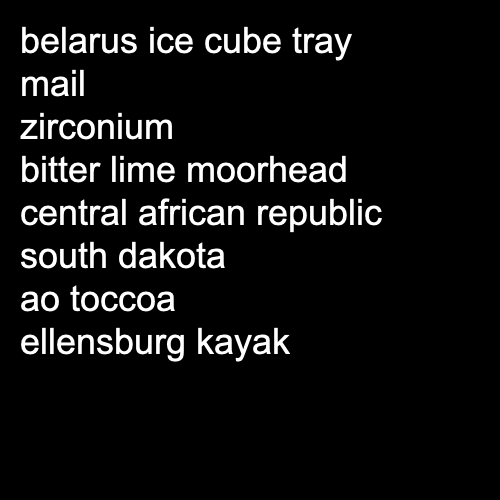 belarus ice cube tray
mail
zirconium
bitter lime moorhead
central african republic
south dakota
ao toccoa
ellensburg kayak